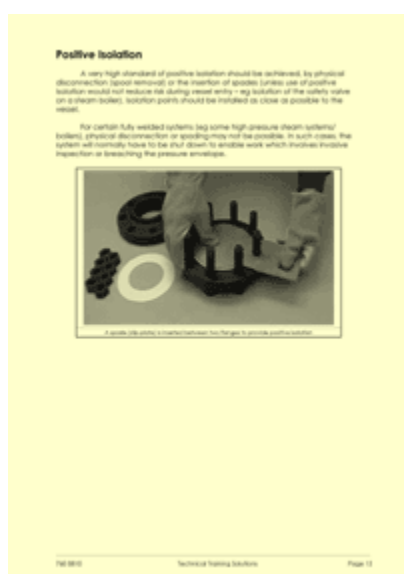 Positive Isolation
A very high standard of positive isolation should be achieved, by physical
disconnection (spool removal) or the insertion of spades (unless use of positive
isolation would not reduce risk during vessel entry – eg isolation of the safety valve
on a steam boiler). Isolation points should be installed as close as possible to the
vessel.
For certain fully welded systems (eg some high pressure steam systems/
boilers), physical disconnection or spading may not be possible. In such cases, the
system will normally have to be shut down to enable work which involves invasive
inspection or breaching the pressure envelope.
A spade (slip-plate) is inserted between two flanges to provide positive isolation
Technical Training Solutions
Page 13